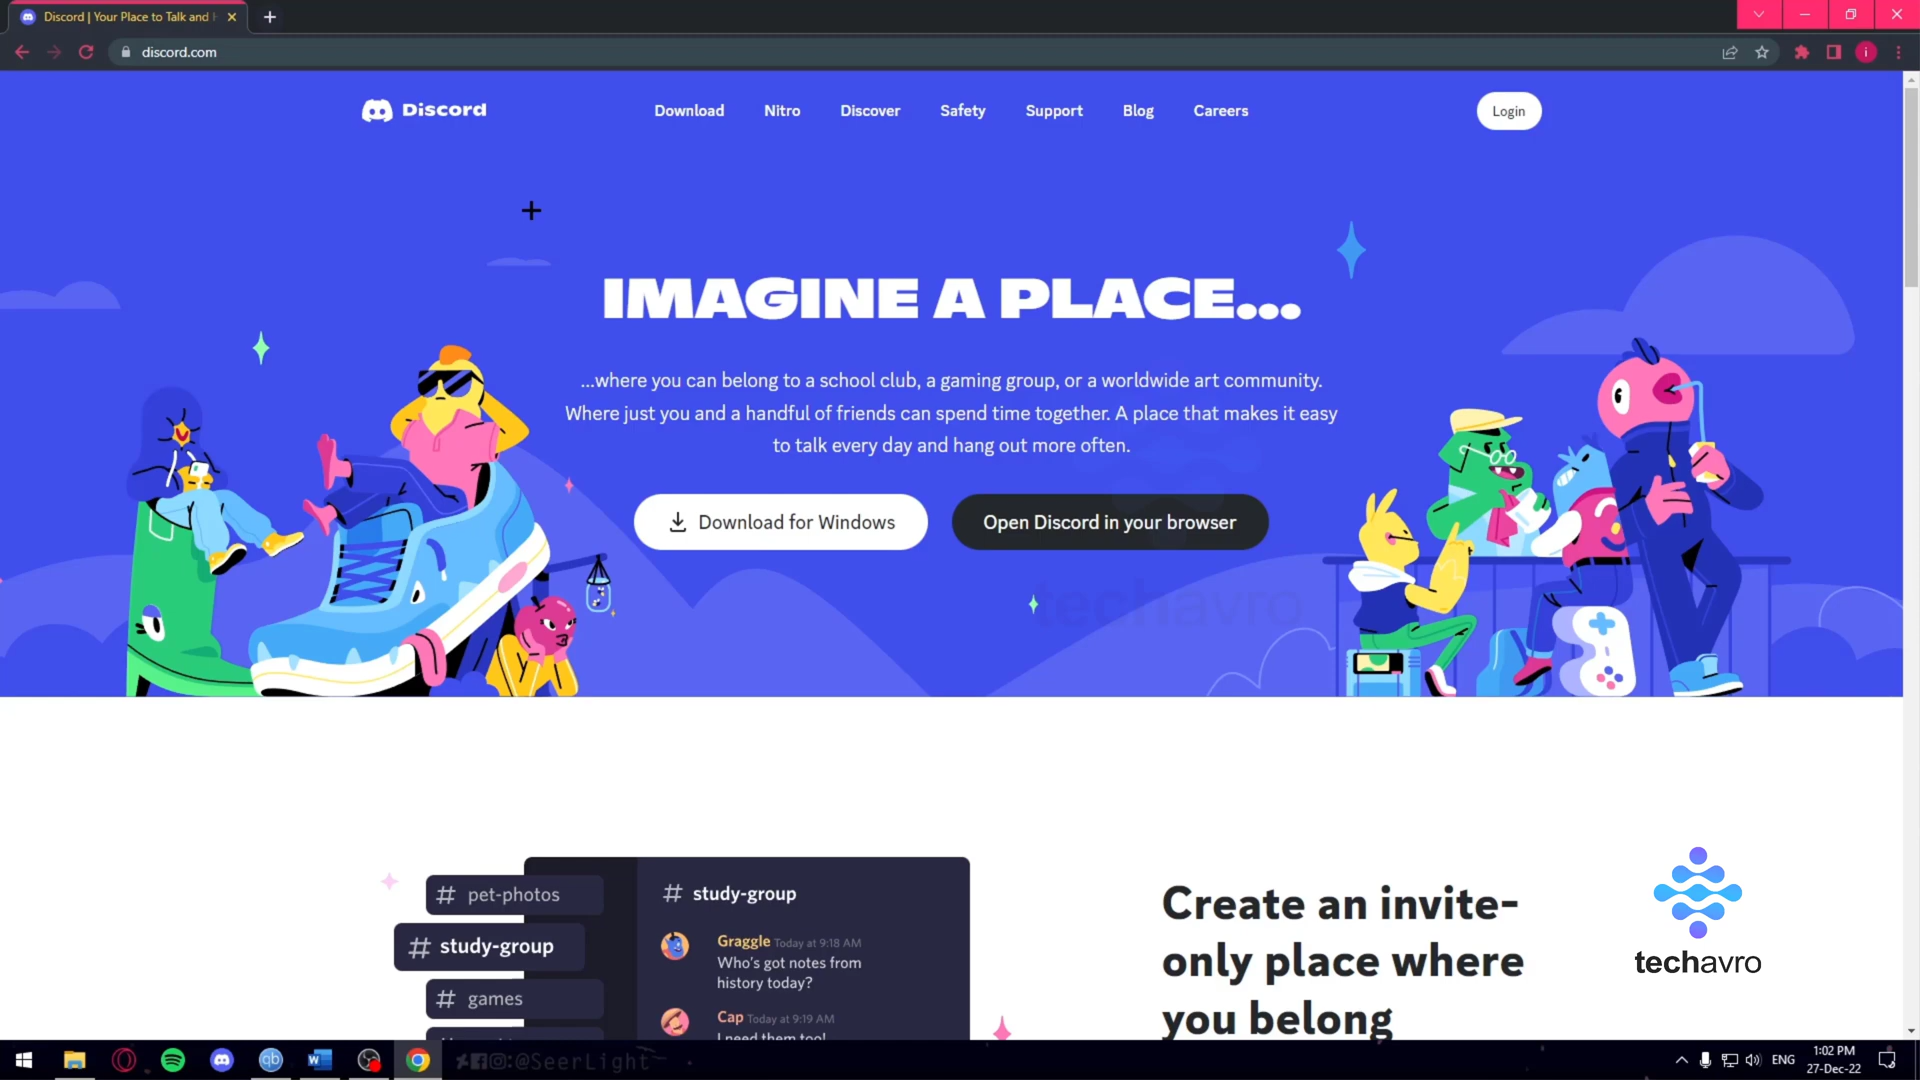 Discord | Your Place to Talk and H
discord.com
i
Discord
Download
Nitro
Discover
Safety
Support
Blog
Careers
Login
IMAGINE A PLACE...
...where you can belong to a school club, a gaming group, or a worldwide art community.
Where just you and a handful of friends can spend time together. A place that makes it easy
to talk every day and hang out more often.
Download for Windows
Open Discord in your browser
techavro
# pet-photos
# study-group
# games
# study-group
Graggle Today at 9:18 AM
Who's got notes from
history today?
Cap Today at 9:19 AM
I need them too!
Create an invite-
only place where
you belong
techavro
qb
W
:@SeerLight
ENG
1:02 PM
27-Dec-22